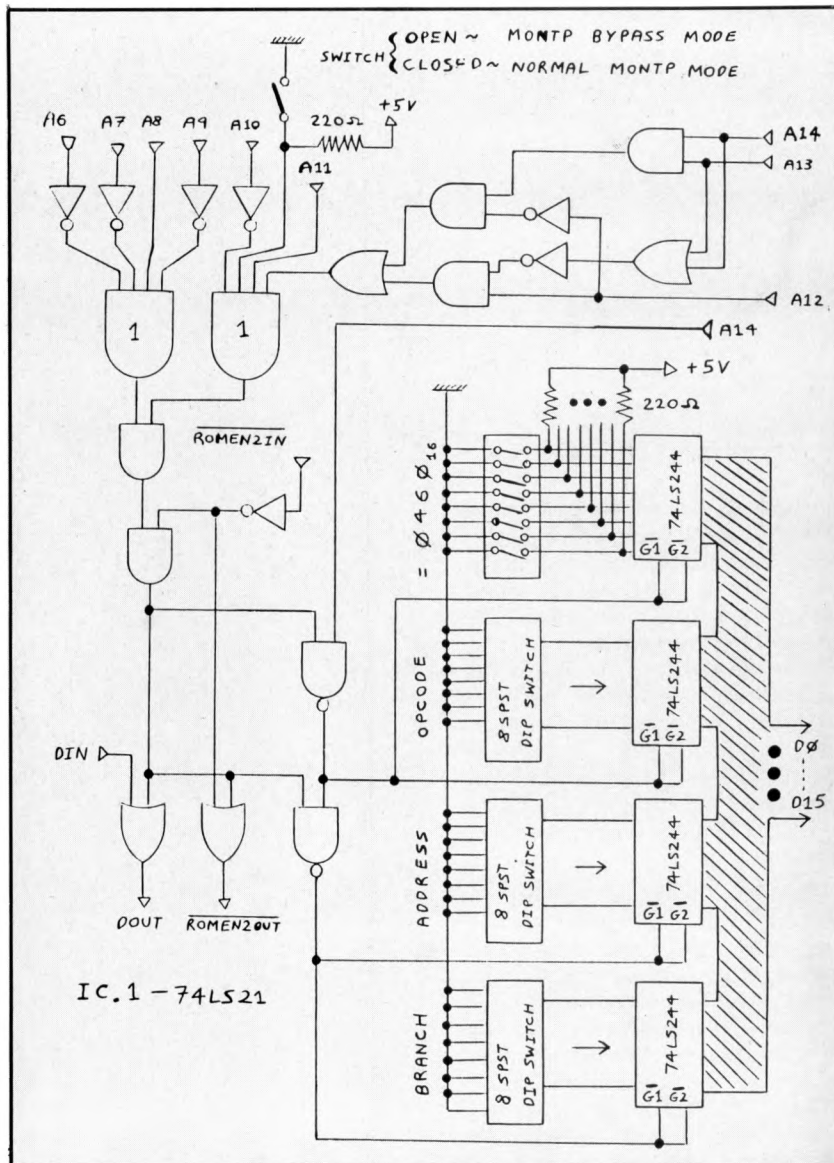 SWITCH { OPEN ~ MONTP BYPASS MODE
CLOSED ~ NORMAL MONTP MODE
220Ω
+5V
A6 A7 A8 A9 A10
A11
A14
A13
A12
A14
1
1
ROMEN2IN
+5V
220Ω
= Ø46Ø16
74LS244
G1 G2
OPCODE
8 SPST
DIP SWITCH
74LS244
G1 G2
DIN
DØ
D15
ADDRESS
8 SPST
DIP SWITCH
74LS244
G1 G2
DOUT
ROMEN2OUT
IC.1 - 74LS21
BRANCH
8 SPST
DIP SWITCH
74LS244
G1 G2